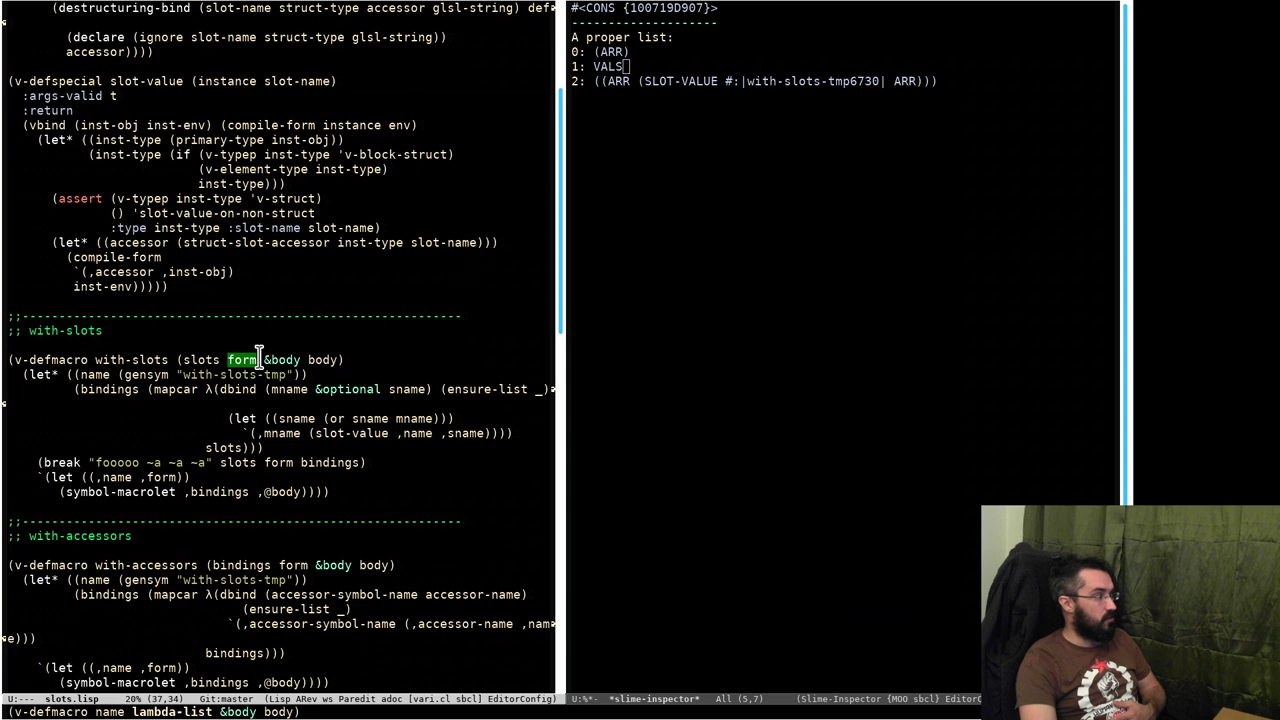 (destructuring-bind (slot-name struct-type accessor glsl-string) def
(declare (ignore slot-name struct-type glsl-string))
accessor))))
(v-defspecial slot-value (instance slot-name)
:args-valid t
:return
(vbind (inst-obj inst-env) (compile-form instance env)
(let* ((inst-type (primary-type inst-obj))
(inst-type (if (v-typep inst-type 'v-block-struct)
(v-element-type inst-type)
inst-type)))
(assert (v-typep inst-type 'v-struct)
() 'slot-value-on-non-struct
:type inst-type :slot-name slot-name)
(let* ((accessor (struct-slot-accessor inst-type slot-name)))
(compile-form
`(,accessor ,inst-obj)
inst-env)))))
;;------------------------------------------------------------
;; with-slots
(v-defmacro with-slots (slots form &body body)
(let* ((name (gensym "with-slots-tmp"))
(bindings (mapcar λ(dbind (mname &optional sname) (ensure-list _)
(let ((sname (or sname mname)))
`(,mname (slot-value ,name ,sname))))
slots)))
(break "fooooo ~a ~a ~a" slots form bindings)
`(let ((,name ,form))
(symbol-macrolet ,bindings ,@body))))
;;------------------------------------------------------------
;; with-accessors
(v-defmacro with-accessors (bindings form &body body)
(let* ((name (gensym "with-slots-tmp"))
(bindings (mapcar λ(dbind (accessor-symbol-name accessor-name)
(ensure-list _)
`(,accessor-symbol-name (,accessor-name ,nam
e)))
bindings)))
`(let ((,name ,form))
(symbol-macrolet ,bindings ,@body))))
U:--- slots.lisp 20% (37,34) Git:master (Lisp ARev ws Paredit adoc [vari.cl sbcl] EditorConfig)
(v-defmacro name lambda-list &body body)
#<CONS {100719D907}>
--------------------
A proper list:
0: (ARR)
1: VALS
2: ((ARR (SLOT-VALUE #:|with-slots-tmp6730| ARR)))
U:%*- *slime-inspector* All (5,7) (Slime-Inspector {MOO sbcl} EditorC